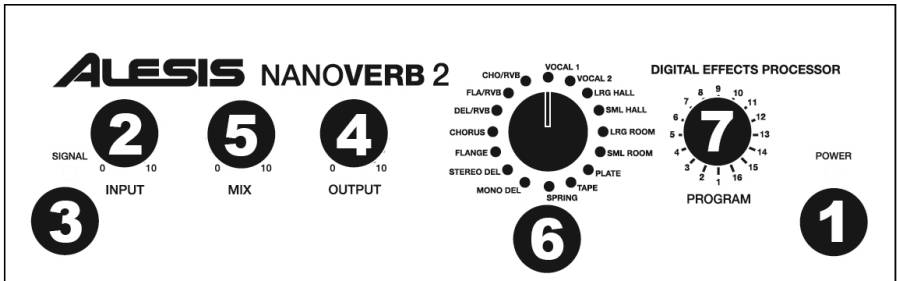 ALESIS NANOVERB 2
DIGITAL EFFECTS PROCESSOR
SIGNAL
3
2
0 10
INPUT
5
0 10
MIX
4
0 10
OUTPUT
VOCAL 1
VOCAL 2
LRG HALL
SML HALL
LRG ROOM
SML ROOM
PLATE
TAPE
SPRING
MONO DEL
STEREO DEL
FLANGE
CHORUS
DEL/RVB
FLA/RVB
CHO/RVB
6
7
1
2
3
4
5
6
7
8
9
10
11
12
13
14
15
16
PROGRAM
POWER
1